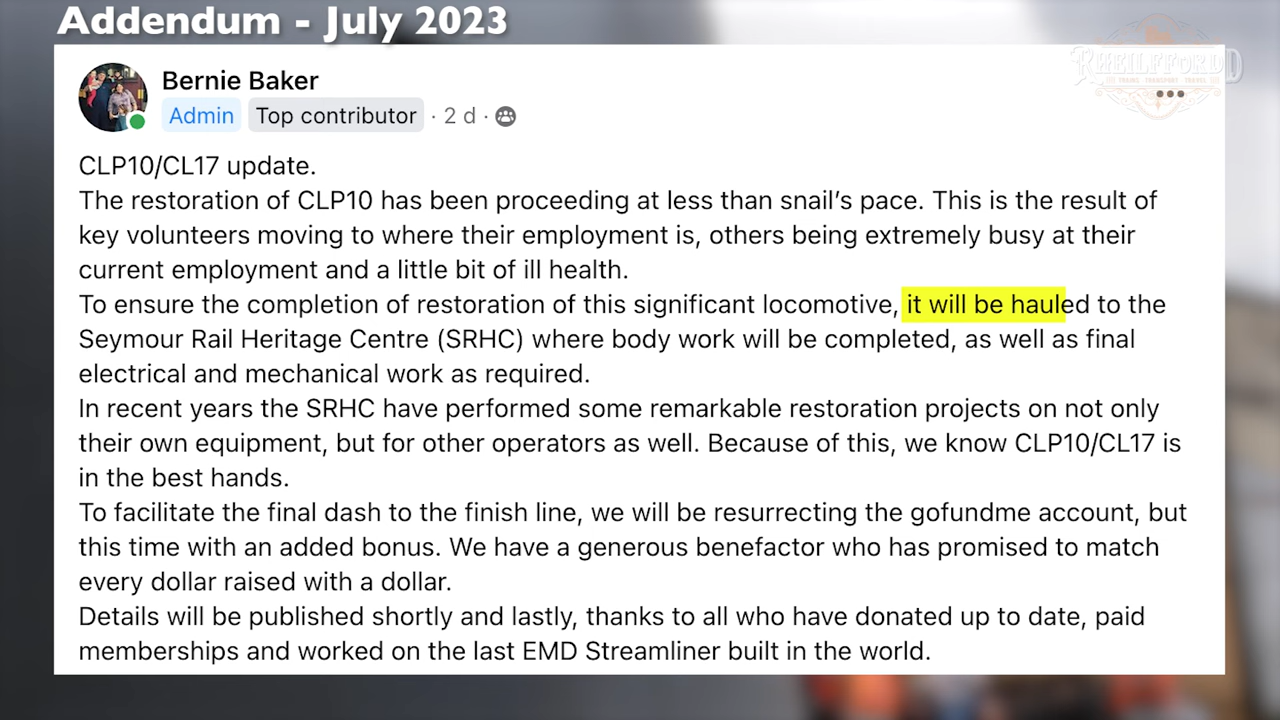 Addendum - July 2023
RHEILFFORDD
TRAINS TRANSPORT TRAVEL
Bernie Baker
Admin Top contributor · 2 d ·
CLP10/CL17 update.
The restoration of CLP10 has been proceeding at less than snail’s pace. This is the result of
key volunteers moving to where their employment is, others being extremely busy at their
current employment and a little bit of ill health.
To ensure the completion of restoration of this significant locomotive, it will be hauled to the
Seymour Rail Heritage Centre (SRHC) where body work will be completed, as well as final
electrical and mechanical work as required.
In recent years the SRHC have performed some remarkable restoration projects on not only
their own equipment, but for other operators as well. Because of this, we know CLP10/CL17 is
in the best hands.
To facilitate the final dash to the finish line, we will be resurrecting the gofundme account, but
this time with an added bonus. We have a generous benefactor who has promised to match
every dollar raised with a dollar.
Details will be published shortly and lastly, thanks to all who have donated up to date, paid
memberships and worked on the last EMD Streamliner built in the world.